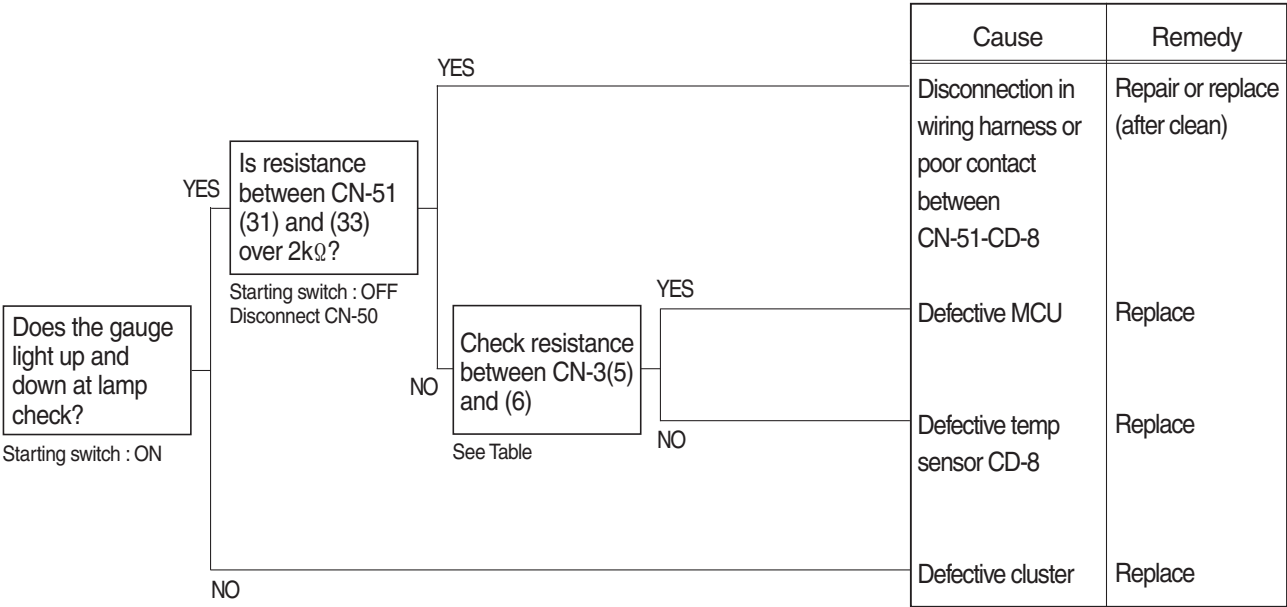 Cause
Remedy
YES
Disconnection in
wiring harness or
poor contact
between
CN-51-CD-8
Repair or replace
(after clean)
YES
Is resistance
between CN-51
(31) and (33)
over 2kΩ?
Starting switch : OFF
Disconnect CN-50
YES
Defective MCU
Replace
Does the gauge
light up and
down at lamp
check?
Starting switch : ON
NO
Check resistance
between CN-3(5)
and (6)
See Table
NO
Defective temp
sensor CD-8
Replace
NO
Defective cluster
Replace